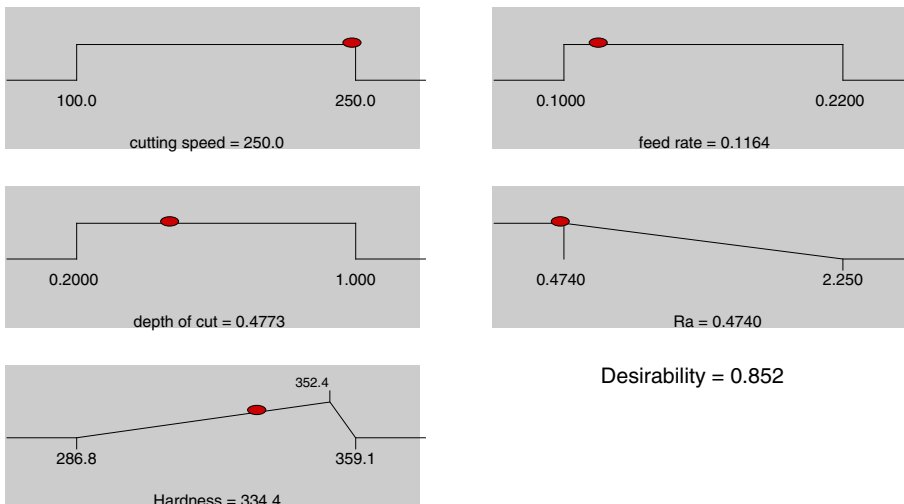 100.0 250.0
cutting speed = 250.0
0.1000 0.2200
feed rate = 0.1164
0.2000 1.000
depth of cut = 0.4773
0.4740 2.250
Ra = 0.4740
352.4
286.8 359.1
Hardness = 334.4
Desirability = 0.852